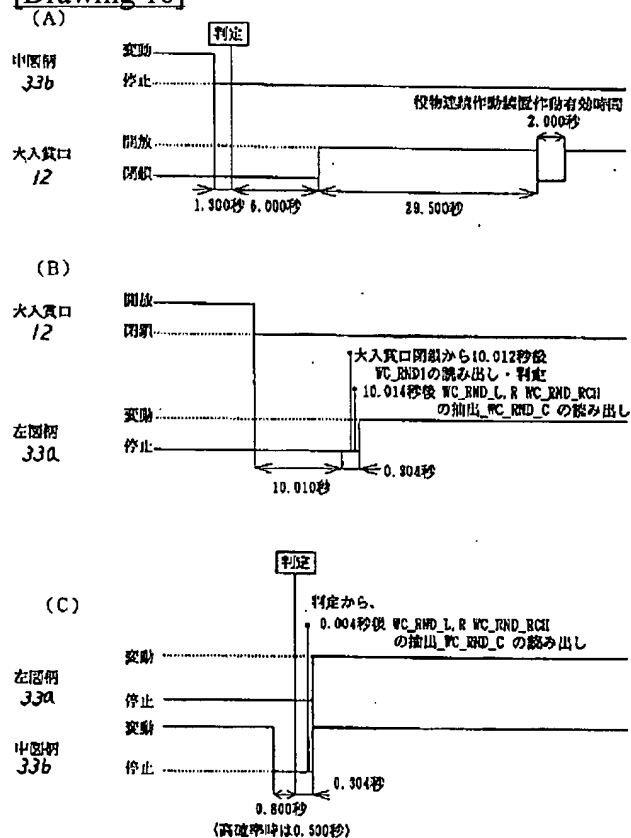 [Drawing 10]
(A)
判定
中図柄
33b
変動
停止
役物連続作動装置作動有効時間
2.000秒
大入賞口
12
開放
閉鎖
1.300秒 6.000秒
29.500秒
(B)
大入賞口
12
開放
閉鎖
大入賞口閉鎖から10.012秒後
WC_RND1の読み出し・判定
10.014秒後 WC_RND_L,R WC_RND_RCH
の抽出_WC_RND_C の読み出し
左図柄
33a
変動
停止
10.010秒
0.304秒
(C)
判定
判定から、
0.004秒後 WC_RND_L,R WC_RND_RCH
の抽出_WC_RND_C の読み出し
左図柄
33a
変動
停止
中図柄
33b
変動
停止
0.304秒
0.800秒
(高確率時は0.500秒)